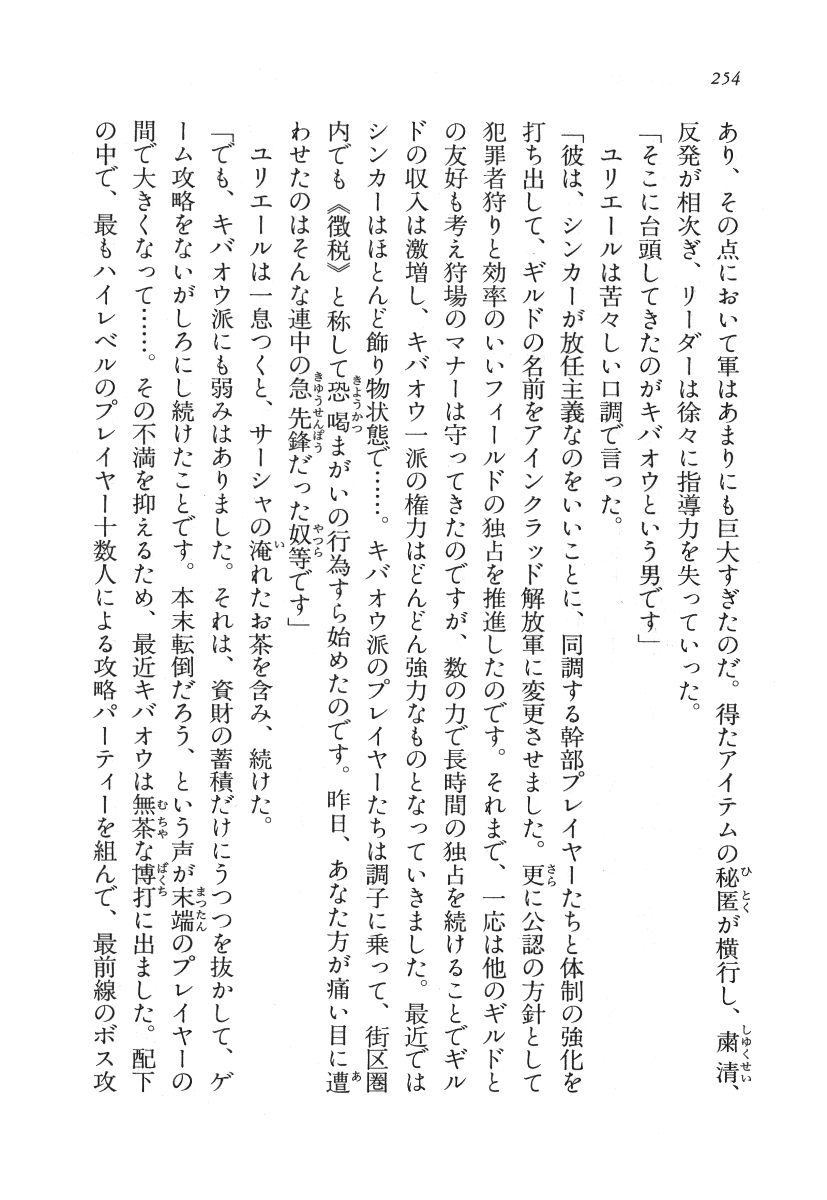 254
あり、その点において軍はあまりにも巨大すぎたのだ。得たアイテムの秘匿が横行し、粛清、
反発が相次ぎ、リーダーは徐々に指導力を失っていった。
「そこに台頭してきたのがキバオウという男です」
ユリエールは苦々しい口調で言った。
「彼は、シンカーが放任主義なのをいいことに、同調する幹部プレイヤーたちと体制の強化を
打ち出して、ギルドの名前をアインクラッド解放軍に変更させました。更に公認の方針として
犯罪者狩りと効率のいいフィールドの独占を推進したのです。それまで、一応は他のギルドと
の友好も考え狩場のマナーは守ってきたのですが、数の力で長時間の独占を続けることでギル
ドの収入は激増し、キバオウ一派の権力はどんどん強力なものとなっていきました。最近では
シンカーはほとんど飾り物状態で……。キバオウ派のプレイヤーたちは調子に乗って、街区圏
内でも《徴税》と称して恐喝まがいの行為すら始めたのです。昨日、あなた方が痛い目に遭
わせたのはそんな連中の急先鋒だった奴等です」
ユリエールは一息つくと、サーシャの淹れたお茶を含み、続けた。
「でも、キバオウ派にも弱みはありました。それは、資財の蓄積だけにうつつを抜かして、ゲ
ーム攻略をないがしろにし続けたことです。本末転倒だろう、という声が末端のプレイヤーの
間で大きくなって……。その不満を抑えるため、最近キバオウは無茶な博打に出ました。配下
の中で、最もハイレベルのプレイヤー十数人による攻略パーティーを組んで、最前線のボス攻